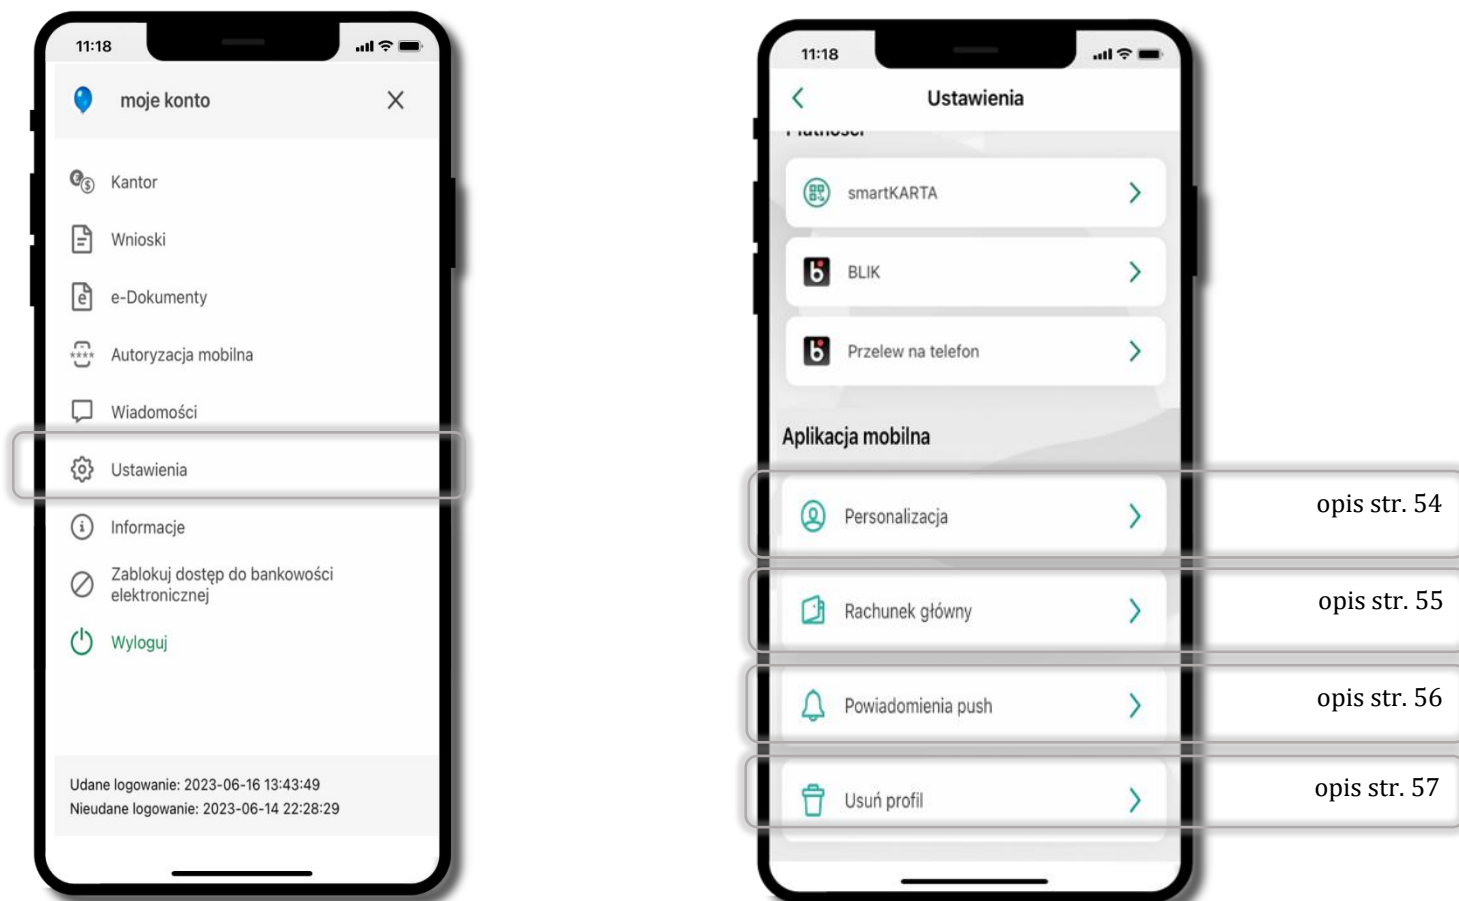 11:18
moje konto
Kantor
Wnioski
e-Dokumenty
Autoryzacja mobilna
Wiadomości
Ustawienia
Informacje
Zablokuj dostęp do bankowości
elektronicznej
Wyloguj
Udane logowanie: 2023-06-16 13:43:49
Nieudane logowanie: 2023-06-14 22:28:29
11:18
Ustawienia
Płatności
smartKARTA
BLIK
Przelew na telefon
Aplikacja mobilna
Personalizacja
opis str. 54
Rachunek główny
opis str. 55
Powiadomienia push
opis str. 56
Usuń profil
opis str. 57